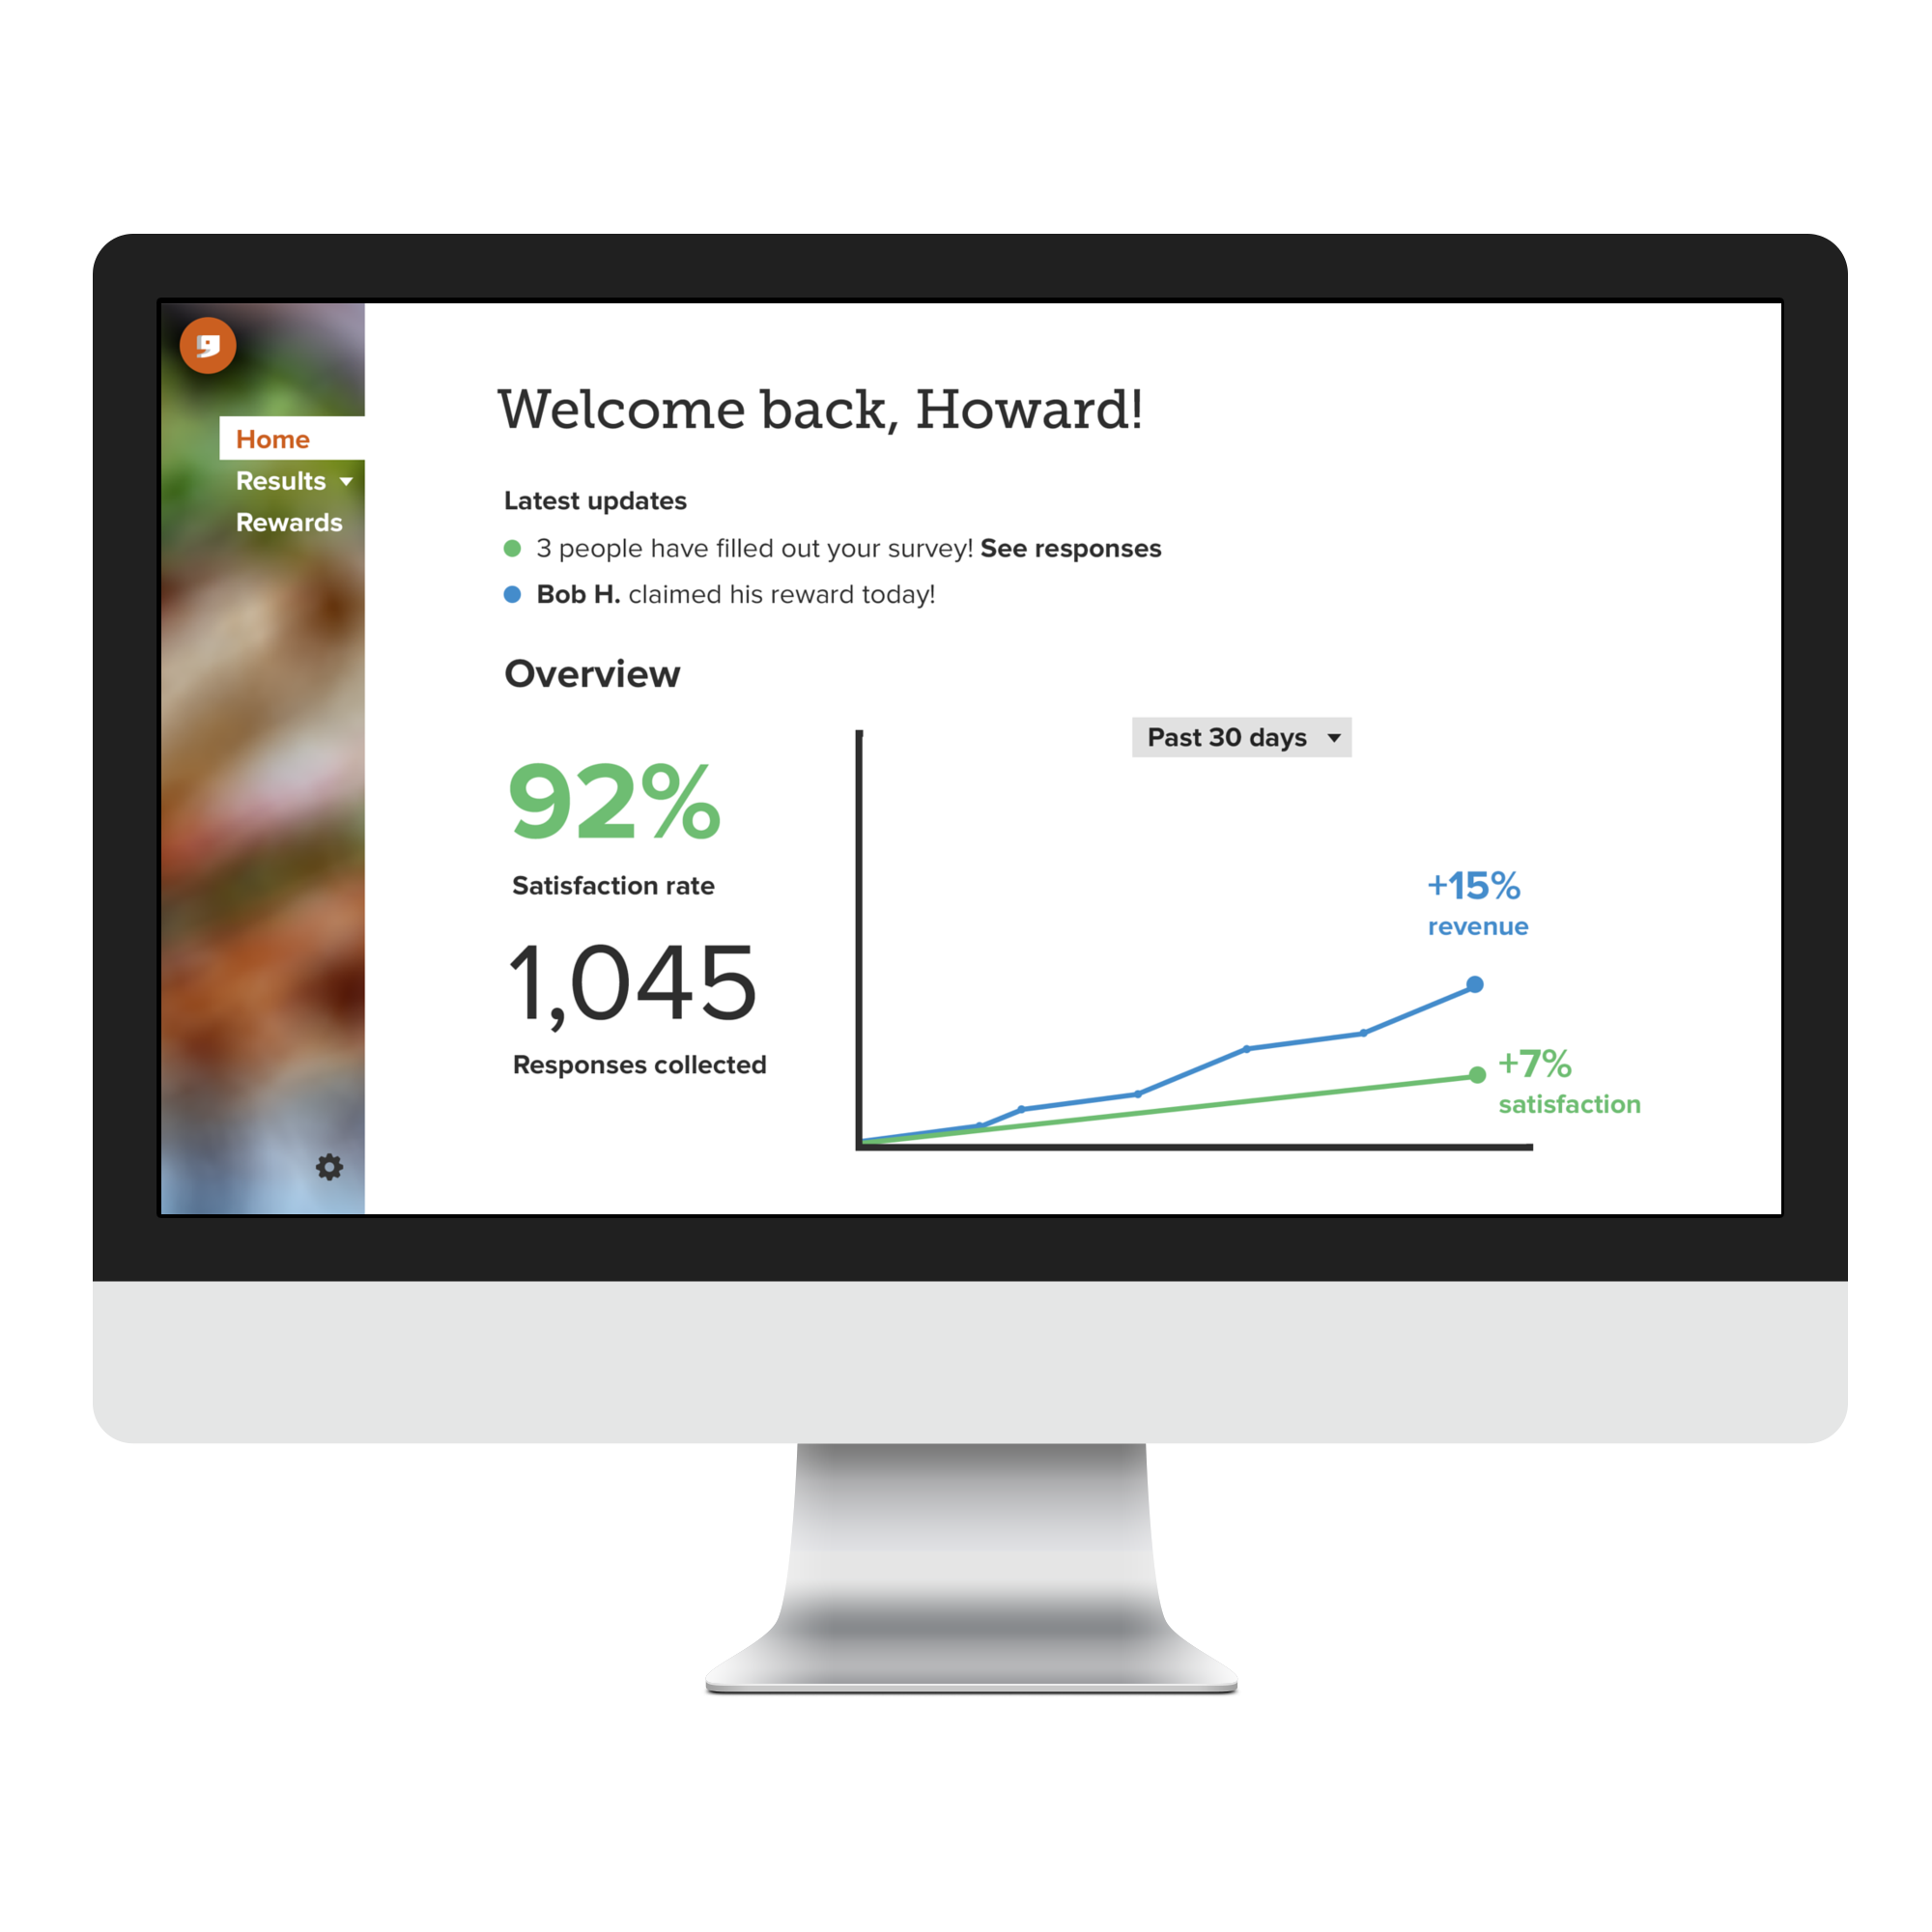 Home
Results
Rewards
Welcome back, Howard!
Latest updates
3 people have filled out your survey! See responses
Bob H. claimed his reward today!
Overview
92%
Satisfaction rate
1,045
Responses collected
Past 30 days
+15%
revenue
+7%
satisfaction